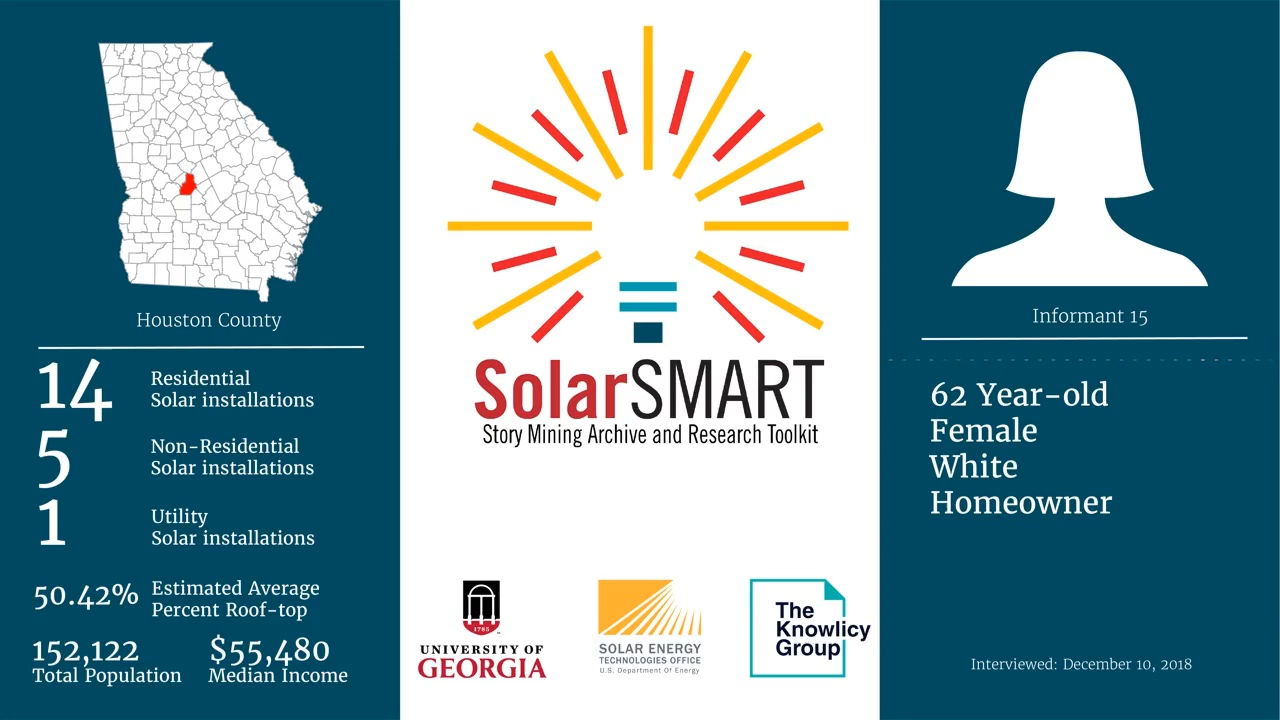 Houston County
14
Residential
Solar installations
5
Non-Residential
Solar installations
1
Utility
Solar installations
50.42%
Estimated Average
Percent Roof-top
152,122
Total Population
$55,480
Median Income
SolarSMART
Story Mining Archive and Research Toolkit
1785
UNIVERSITY OF
GEORGIA
SOLAR ENERGY
TECHNOLOGIES OFFICE
U.S. Department Of Energy
The
Knowlicy
Group
Informant 15
62 Year-old
Female
White
Homeowner
Interviewed: December 10, 2018